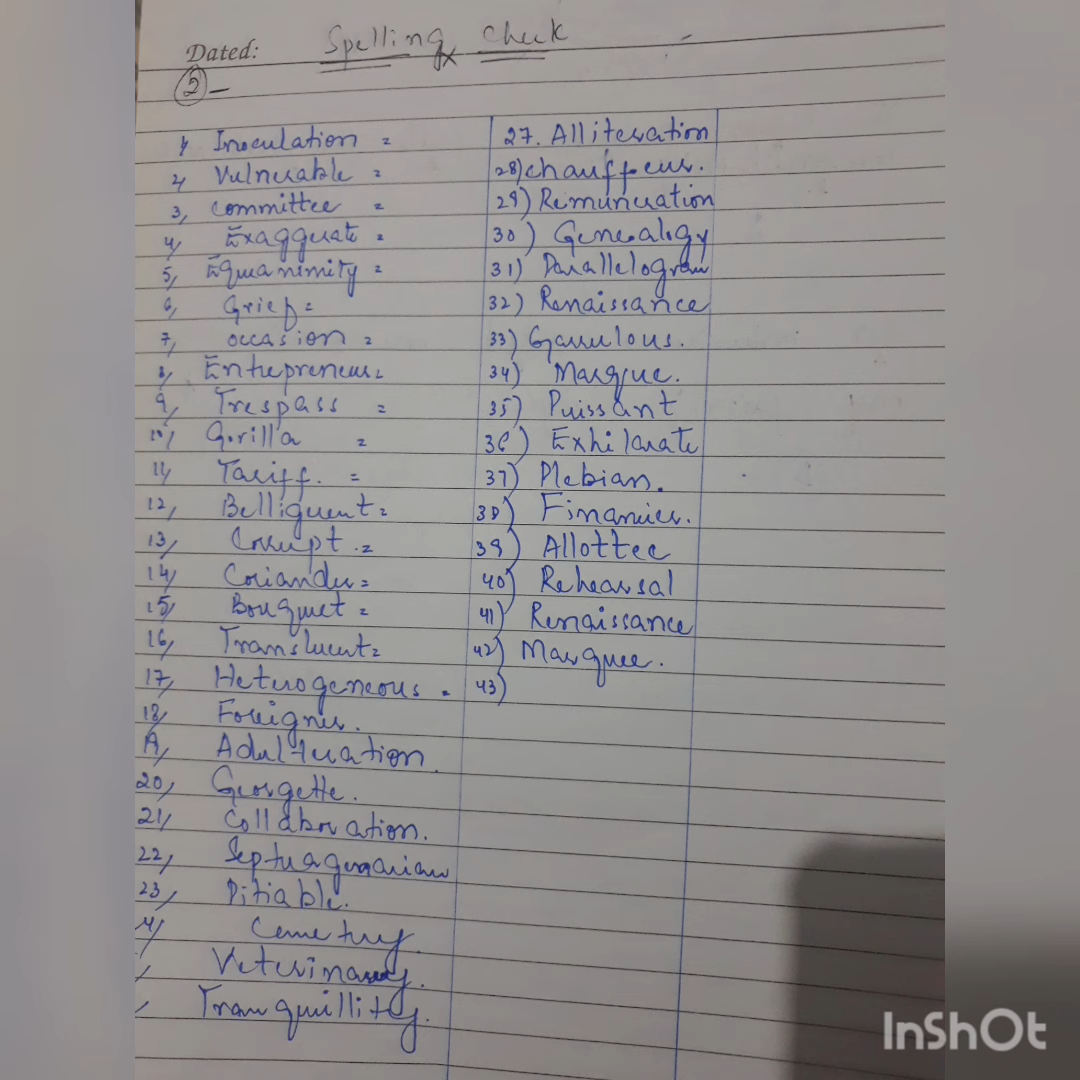 Dated: Spelling Check
2 -
1, Inoculation =
2, Vulnerable =
3, committee =
4, Exaggerate =
5, Equanimity =
6, Grief =
7, occasion =
8, Entrepreneur =
9, Trespass =
10, Gorilla =
11, Tariff. =
12, Belligerent =
13, Corrupt. =
14, Coriander =
15, Bouquet =
16, Translucent =
17, Heterogeneous =
18, Foreigner.
19, Adulteration.
20, Georgette.
21, Collaboration.
22, Septuagenarian
23, Pitiable.
24, Cemetery.
, Veterinary.
, Tranquillity.
27. Alliteration
28) chauffeur.
29) Remuneration
30) Genealogy
31) Parallelogram
32) Renaissance
33) Garrulous.
34) Marque.
35) Puissant
36) Exhilarate
37) Plebian.
38) Financier.
39) Allottee
40) Rehearsal
41) Renaissance
42) Marquee.
43)
InShOt